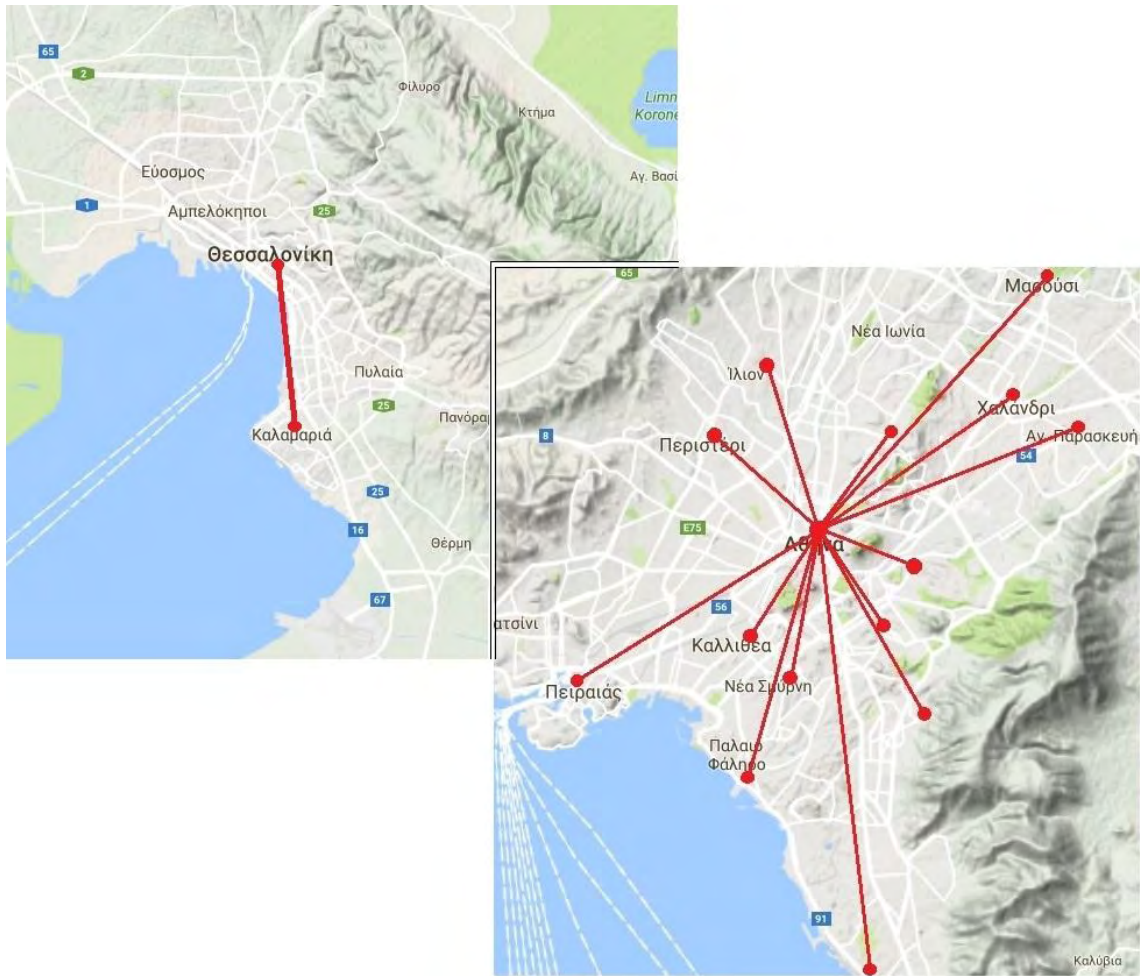 65
2
Φίλυρο
Κτήμα
Limn
Korone
Εύοσμος
Αγ. Βασί
1
Αμπελόκηποι
25
Θεσσαλονίκη
Πυλαία
25
Πανόρα
Καλαμαριά
25
16
Θέρμη
67
65
Μαρούσι
Νέα Ιωνία
Ίλιον
Χαλάνδρι
8
Περιστέρι
Αγ. Παρασκευή
54
E75
Αθήνα
56
ατσίνι
Καλλιθέα
Πειραιάς
Νέα Σμύρνη
Παλαιό
Φάληρο
91
Καλύβια